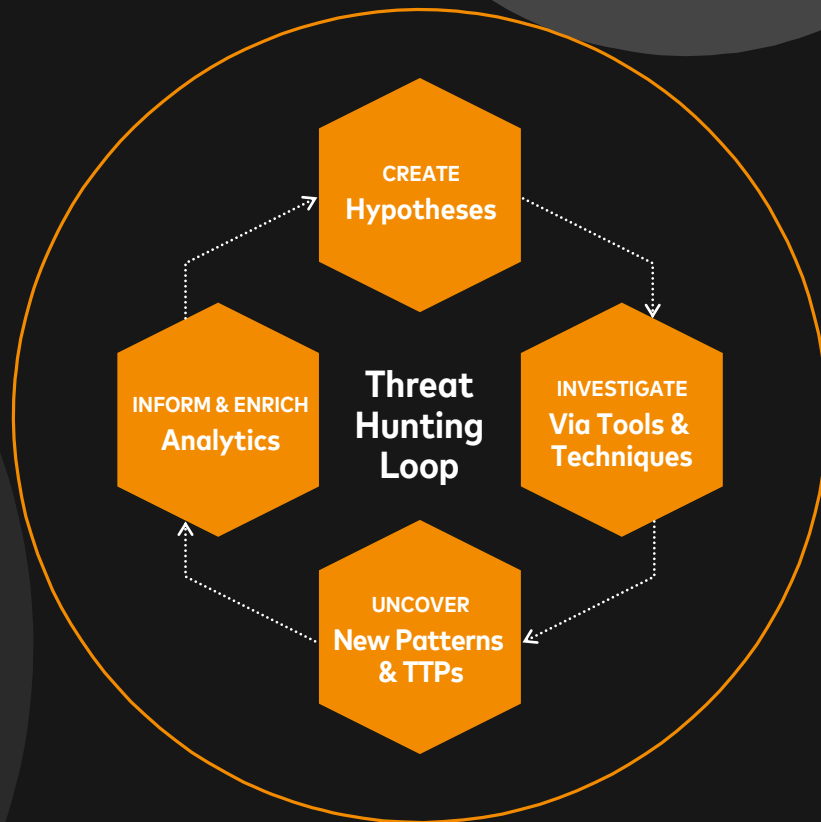 CREATE
Hypotheses
INVESTIGATE
Via Tools &
Techniques
UNCOVER
New Patterns
& TTPs
INFORM & ENRICH
Analytics
Threat
Hunting
Loop